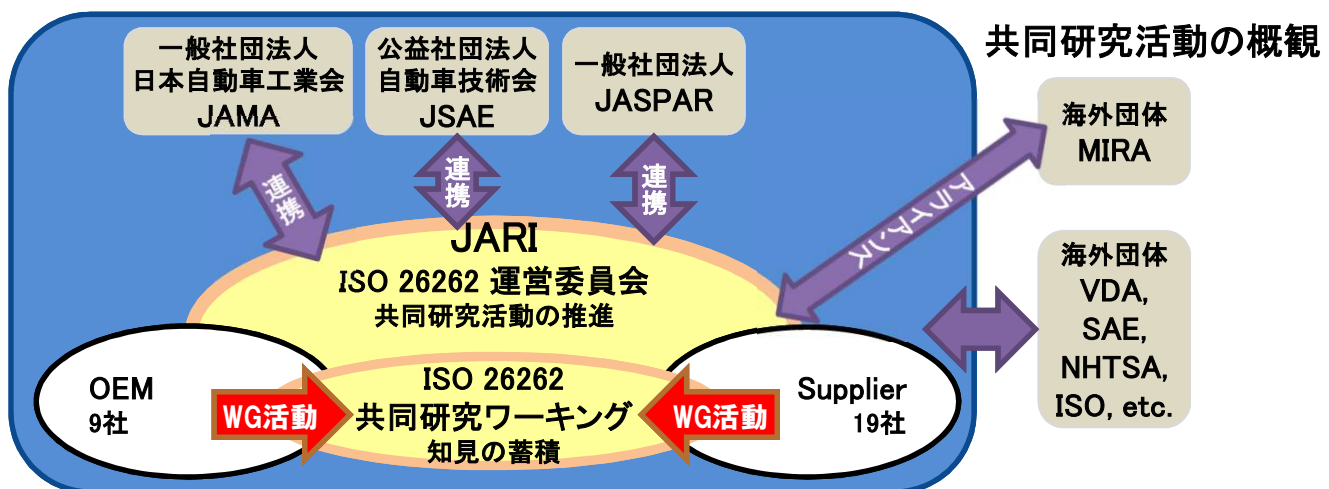 共同研究活動の概観
一般社団法人
日本自動車工業会
JAMA
公益社団法人
自動車技術会
JSAE
一般社団法人
JASPAR
海外団体
MIRA
連携
連携
連携
アライアンス
JARI
ISO 26262 運営委員会
共同研究活動の推進
海外団体
VDA,
SAE,
NHTSA,
ISO, etc.
OEM
9社
WG活動
ISO 26262
共同研究ワーキング
知見の蓄積
WG活動
Supplier
19社